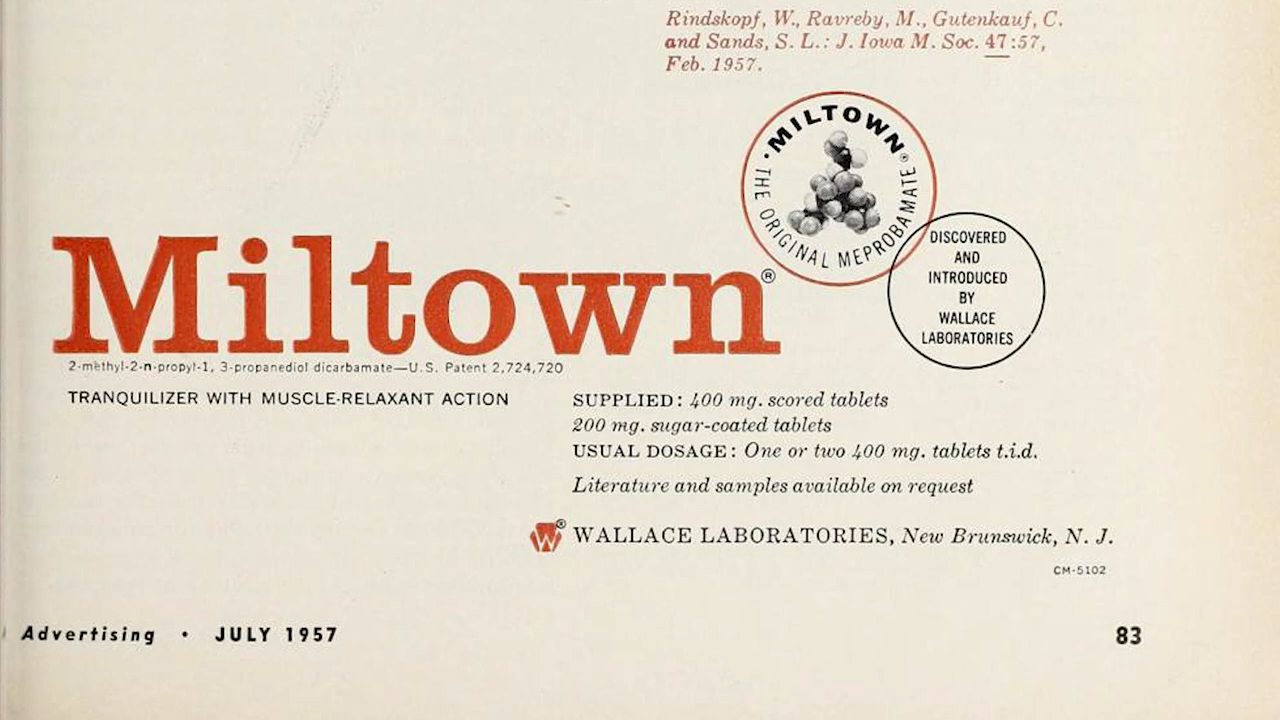 Rindskopf, W., Ravreby, M., Gutenkauf, C.
and Sands, S. L.: J. Iowa M. Soc. 47:57,
Feb. 1957.
· MILTOWN®
THE ORIGINAL MEPROBAMATE
DISCOVERED
AND
INTRODUCED
BY
WALLACE
LABORATORIES
Miltown®
2-methyl-2-n-propyl-1, 3-propanediol dicarbamate—U.S. Patent 2,724,720
TRANQUILIZER WITH MUSCLE-RELAXANT ACTION
SUPPLIED: 400 mg. scored tablets
200 mg. sugar-coated tablets
USUAL DOSAGE: One or two 400 mg. tablets t.i.d.
Literature and samples available on request
W® WALLACE LABORATORIES, New Brunswick, N. J.
CM-5102
Advertising • JULY 1957
83